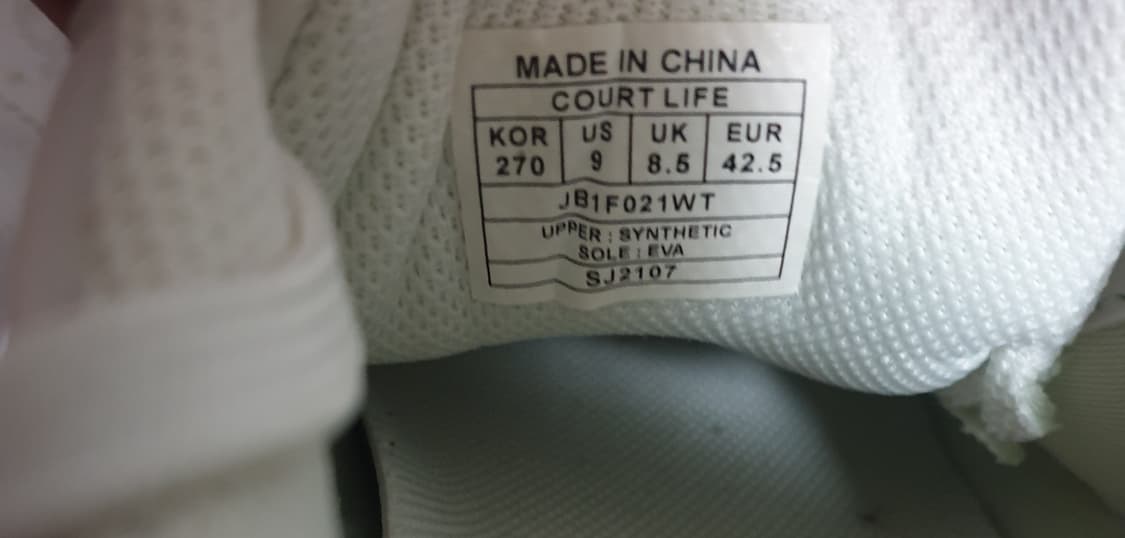 MADE IN CHINA
COURT LIFE
KOR US UK EUR
270 9 8.5 42.5
JB1F021WT
UPPER : SYNTHETIC
SOLE : EVA
SJ2107